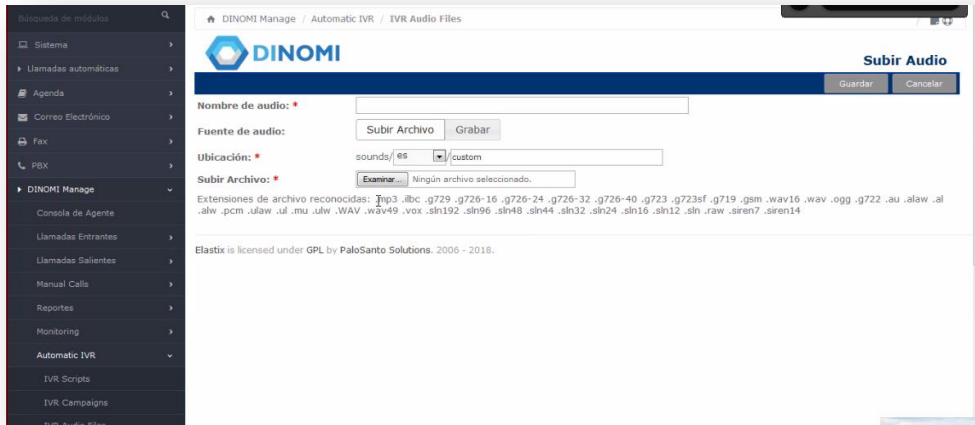 Búsqueda de módulos
Sistema
Llamadas automáticas
Agenda
Correo Electrónico
Fax
PBX
DINOMI Manage
Consola de Agente
Llamadas Entrantes
Llamadas Salientes
Manual Calls
Reportes
Monitoring
Automatic IVR
IVR Scripts
IVR Campaigns
IVR Audio Files
DINOMI Manage / Automatic IVR / IVR Audio Files
DINOMI
Subir Audio
Guardar Cancelar
Nombre de audio: *
Fuente de audio: Subir Archivo Grabar
Ubicación: * sounds/ es / custom
Subir Archivo: * Examinar... Ningún archivo seleccionado.
Extensiones de archivo reconocidas: .mp3 .ilbc .g729 .g726-16 .g726-24 .g726-32 .g726-40 .g723 .g723sf .g719 .gsm .wav16 .wav .ogg .g722 .au .alaw .al
.alw .pcm .ulaw .ul .mu .ulw .WAV .wav49 .vox .sln192 .sln96 .sln48 .sln44 .sln32 .sln24 .sln16 .sln12 .sln .raw .siren7 .siren14
Elastix is licensed under GPL by PaloSanto Solutions. 2006 - 2018.